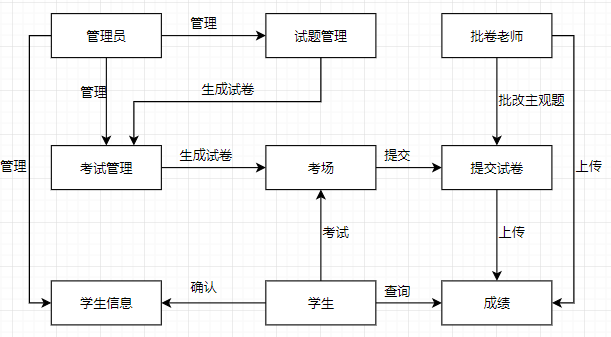 管理员
管理
试题管理
批卷老师
管理
生成试卷
批改主观题
管理
考试管理
生成试卷
考场
提交
提交试卷
上传
考试
上传
学生信息
确认
学生
查询
成绩